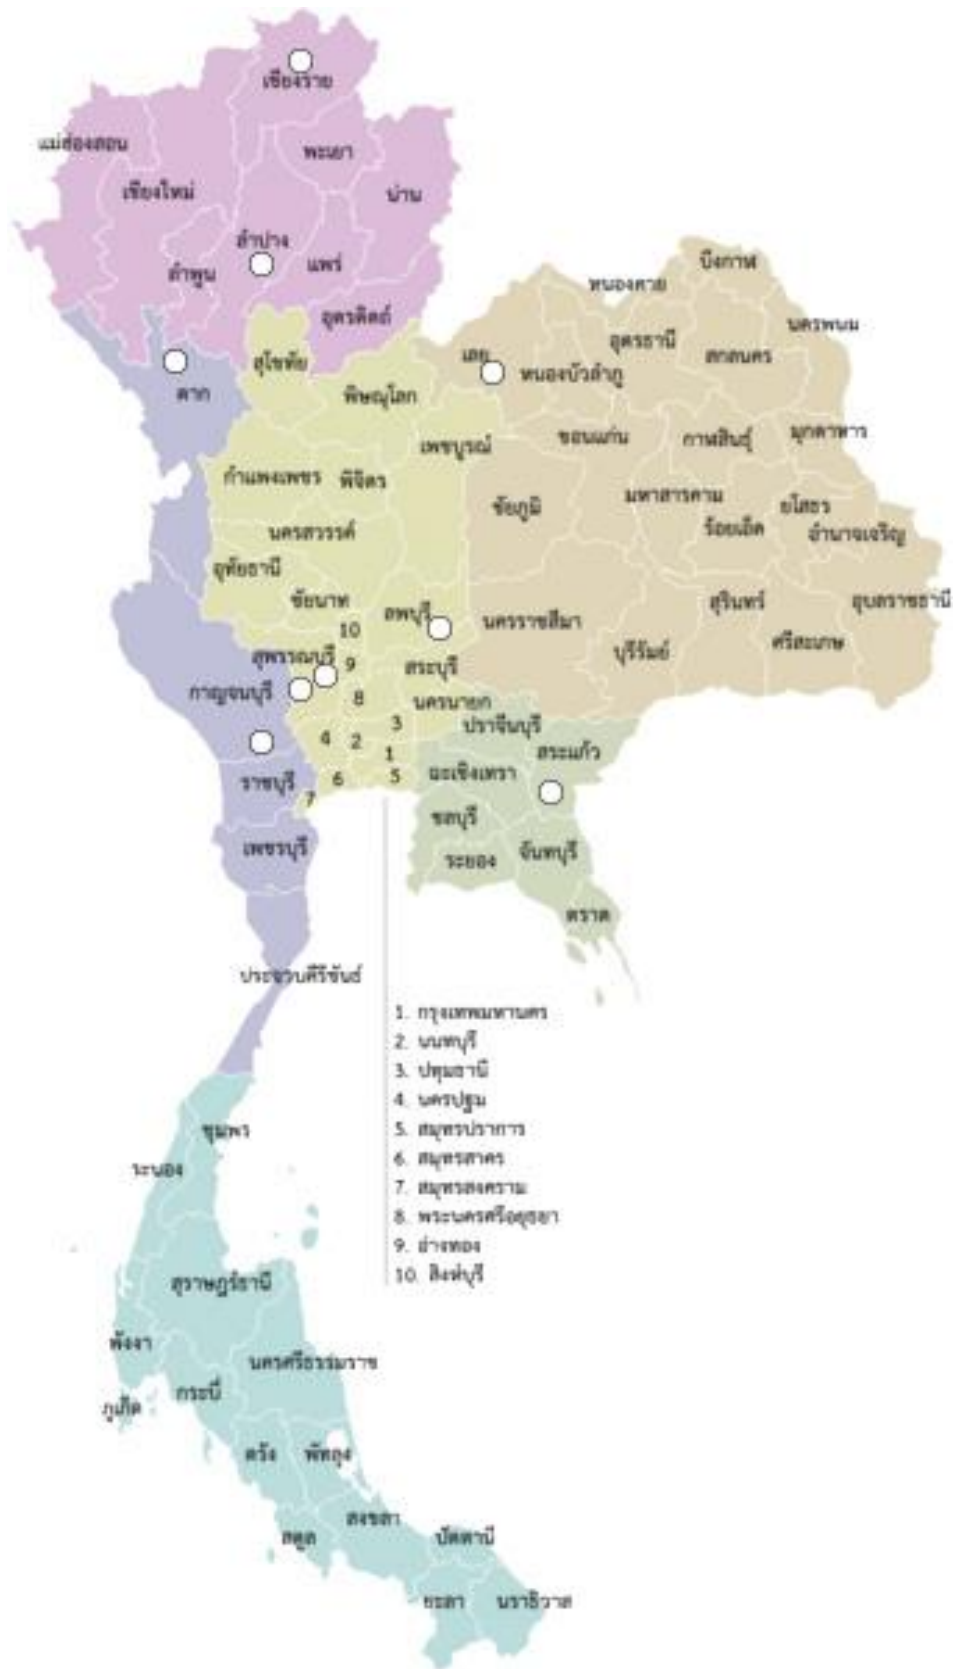 เชียงราย
แม่ฮ่องสอน
พะเยา
เชียงใหม่
น่าน
ลำปาง
ลำพูน
แพร่
อุตรดิตถ์
บึงกาฬ
หนองคาย
นครพนม
อุดรธานี
สกลนคร
เลย
หนองบัวลำภู
สุโขทัย
ตาก
พิษณุโลก
เพชบูรณ์
ขอนแก่น
กาฬสินธุ์
มุกดาหาร
กำแพงเพชร
พิจิตร
ชัยภูมิ
มหาสารคาม
ยโสธร
ร้อยเอ็ด
อำนาจเจริญ
นครสวรรค์
อุทัยธานี
ชัยนาท
ลพบุรี
นครราชสีมา
สุรินทร์
อุบลราชธานี
บุรีรัมย์
ศรีสะเกษ
10
สุพรรณบุรี
9
สระบุรี
กาญจนบุรี
8
นครนายก
3
ปราจีนบุรี
4
2
1
สระแก้ว
ราชบุรี
6
5
ฉะเชิงเทรา
7
ชลบุรี
เพชรบุรี
ระยอง
จันทบุรี
ตราด
ประจวบคีรีขันธ์
1. กรุงเทพมหานคร
2. นนทบุรี
3. ปทุมธานี
4. นครปฐม
5. สมุทรปราการ
6. สมุทรสาคร
7. สมุทรสงคราม
8. พระนครศรีอยุธยา
9. อ่างทอง
10. สิงห์บุรี
ชุมพร
ระนอง
สุราษฎร์ธานี
พังงา
นครศรีธรรมราช
ภูเก็ต
กระบี่
ตรัง
พัทลุง
สงขลา
สตูล
ปัตตานี
ยะลา
นราธิวาส